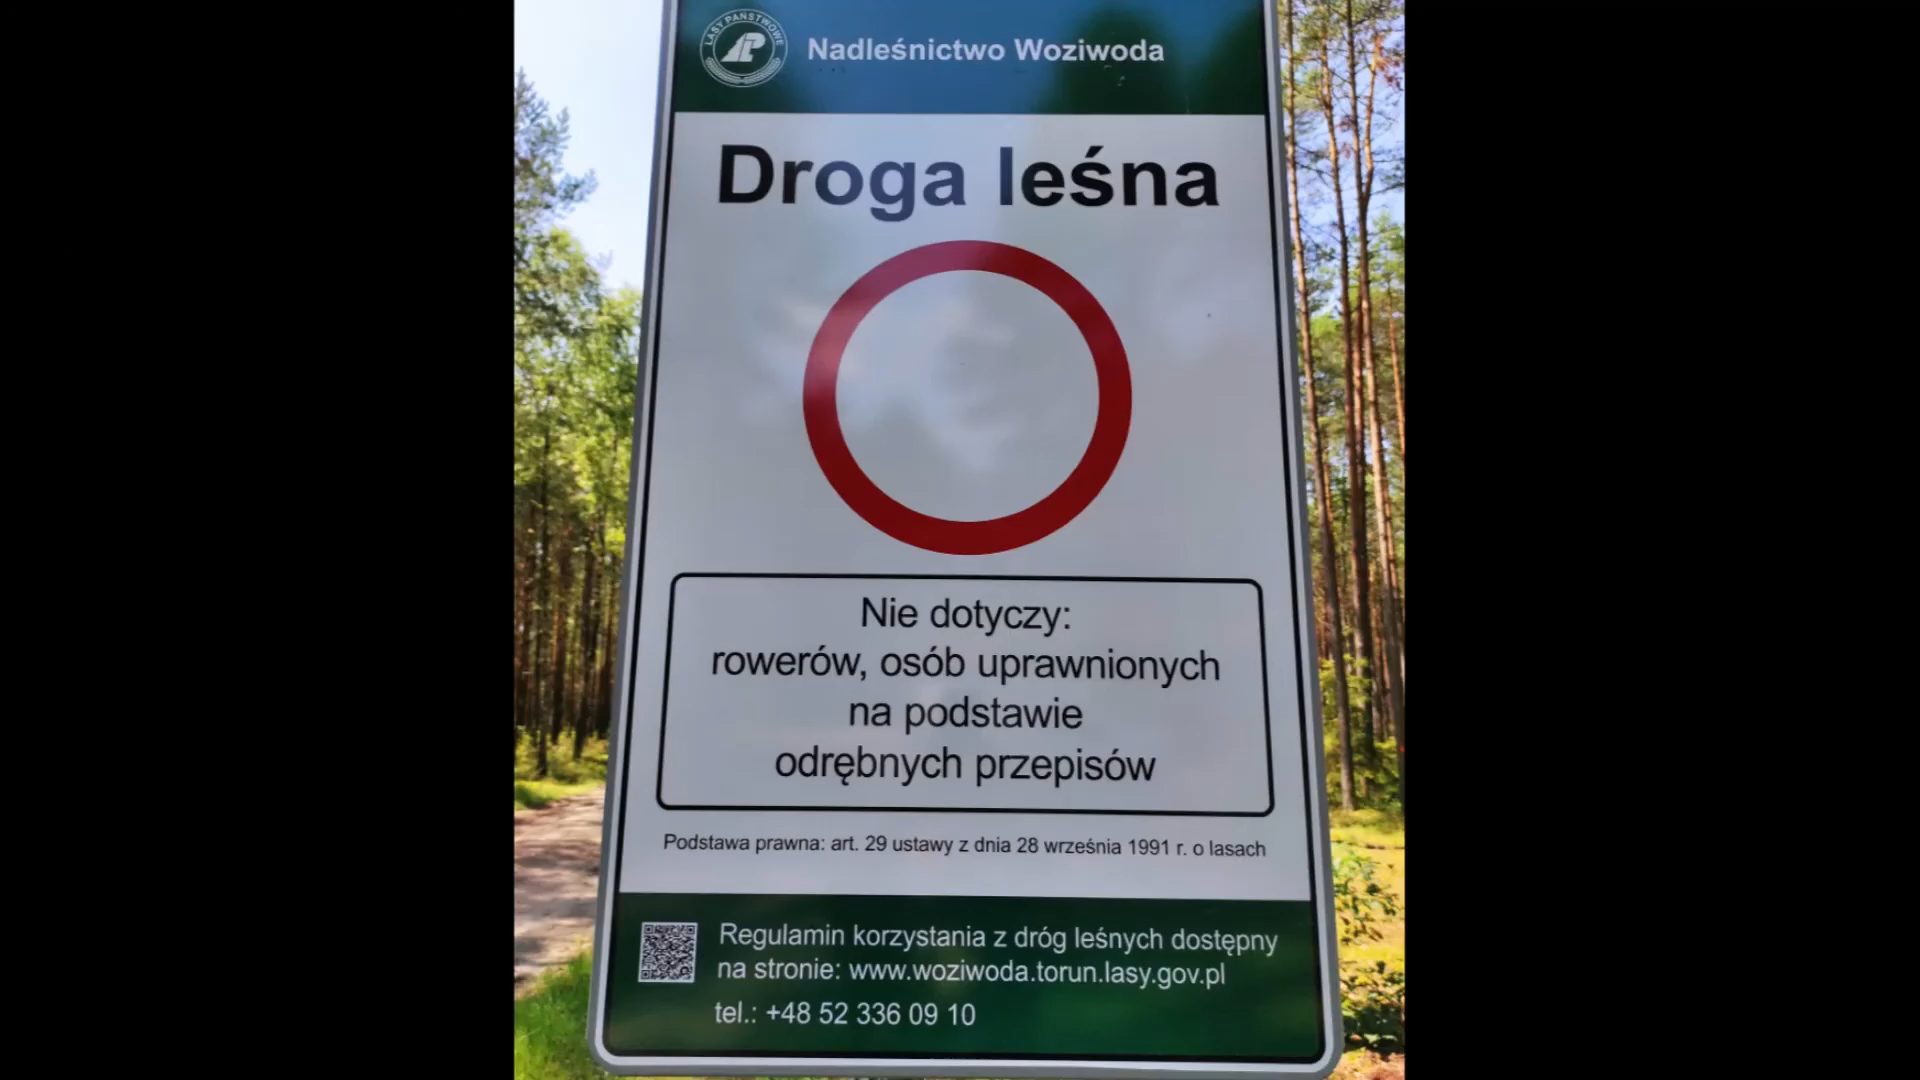 LASY PAŃSTWOWE
Nadleśnictwo Woziwoda
Droga leśna
Nie dotyczy:
rowerów, osób uprawnionych
na podstawie
odrębnych przepisów
Podstawa prawna: art. 29 ustawy z dnia 28 września 1991 r. o lasach
Regulamin korzystania z dróg leśnych dostępny
na stronie: www.woziwoda.torun.lasy.gov.pl
tel.: +48 52 336 09 10